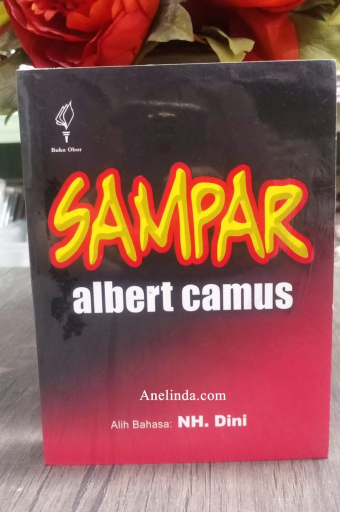 Buku Obor
SAMPAR
albert camus
Anelinda.com
Alih Bahasa: NH. Dini